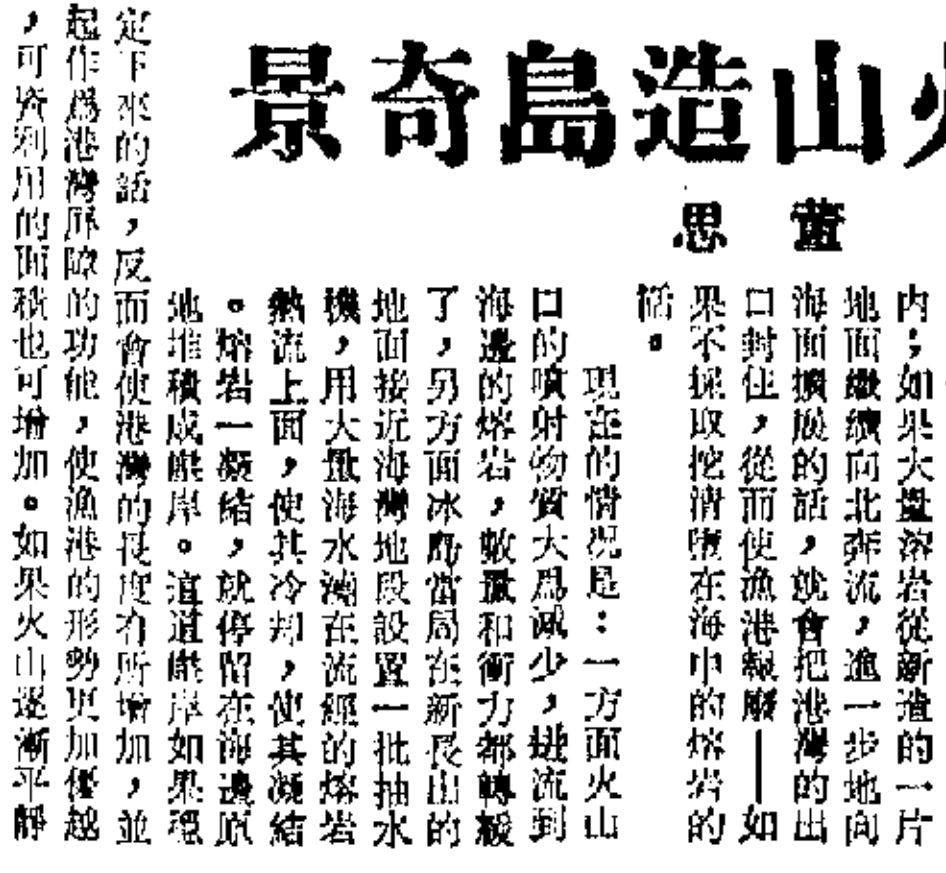 山造島奇景
董思
內；如果大量溶岩從新造的一片
地面繼續向北奔流，進一步地向
海面擴展的話，就會把港灣的出
口封住，從而使漁港報廢——如
果不採取挖清墮在海中的熔岩的
話。
現在的情況是：一方面火山
口的噴射物質大爲減少，流到
海邊的熔岩，數量和衝力都轉緩
了，另方面冰島當局在新長出的
地面接近海灣地段設置一批抽水
機，用大量海水澆在流經的熔岩
熱流上面，使其冷却，使其凝結
。熔岩一凝結，就停留在海邊原
地堆積成隄岸。這道隄岸如果穩
定下來的話，反而會使港灣的長度有所增加，並
起作爲港灣屏障的功能，使漁港的形勢更加優越
，可資利用的面積也可增加。如果火山逐漸平靜